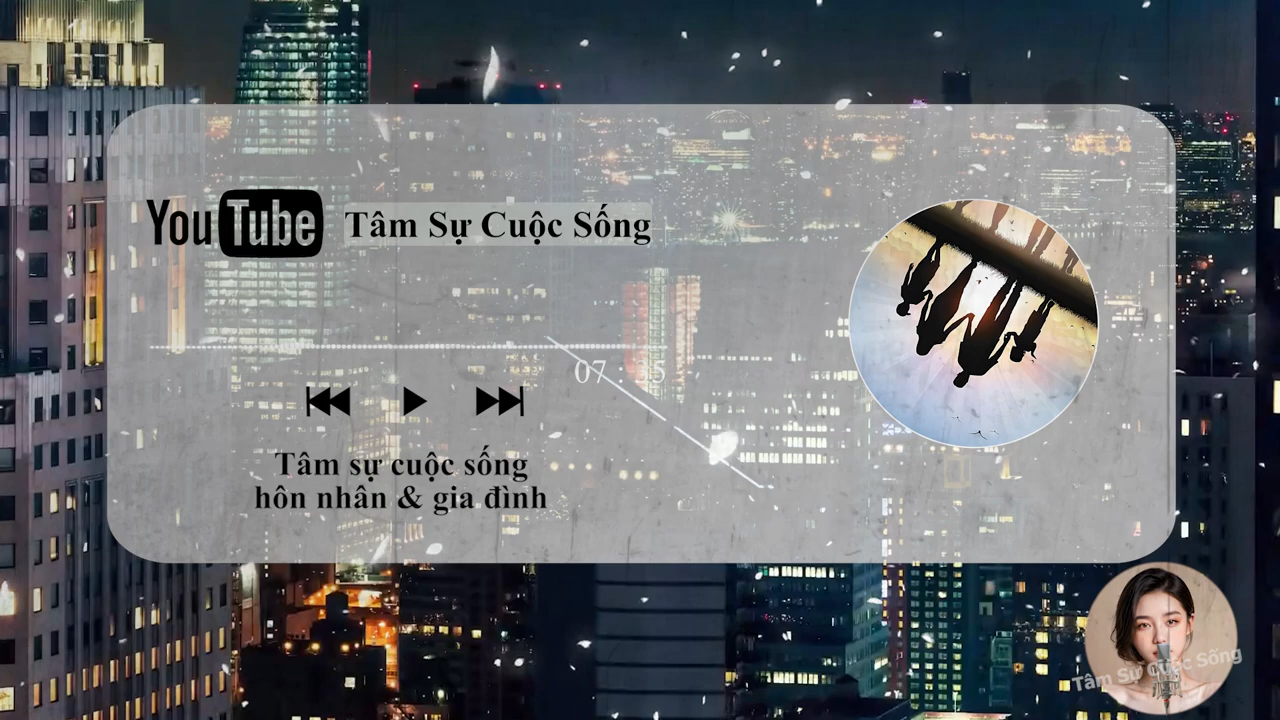 YouTube Tâm Sự Cuộc Sống
Tâm sự cuộc sống
hôn nhân & gia đình
Tâm Sự Cuộc Sống